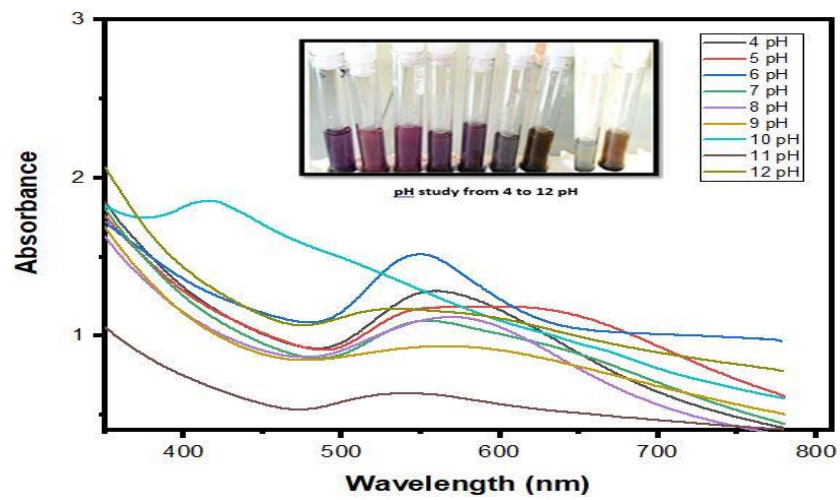 3
2
1
Absorbance
4 pH
5 pH
6 pH
7 pH
8 pH
9 pH
10 pH
11 pH
12 pH
pH study from 4 to 12 pH
400
500
600
700
800
Wavelength (nm)